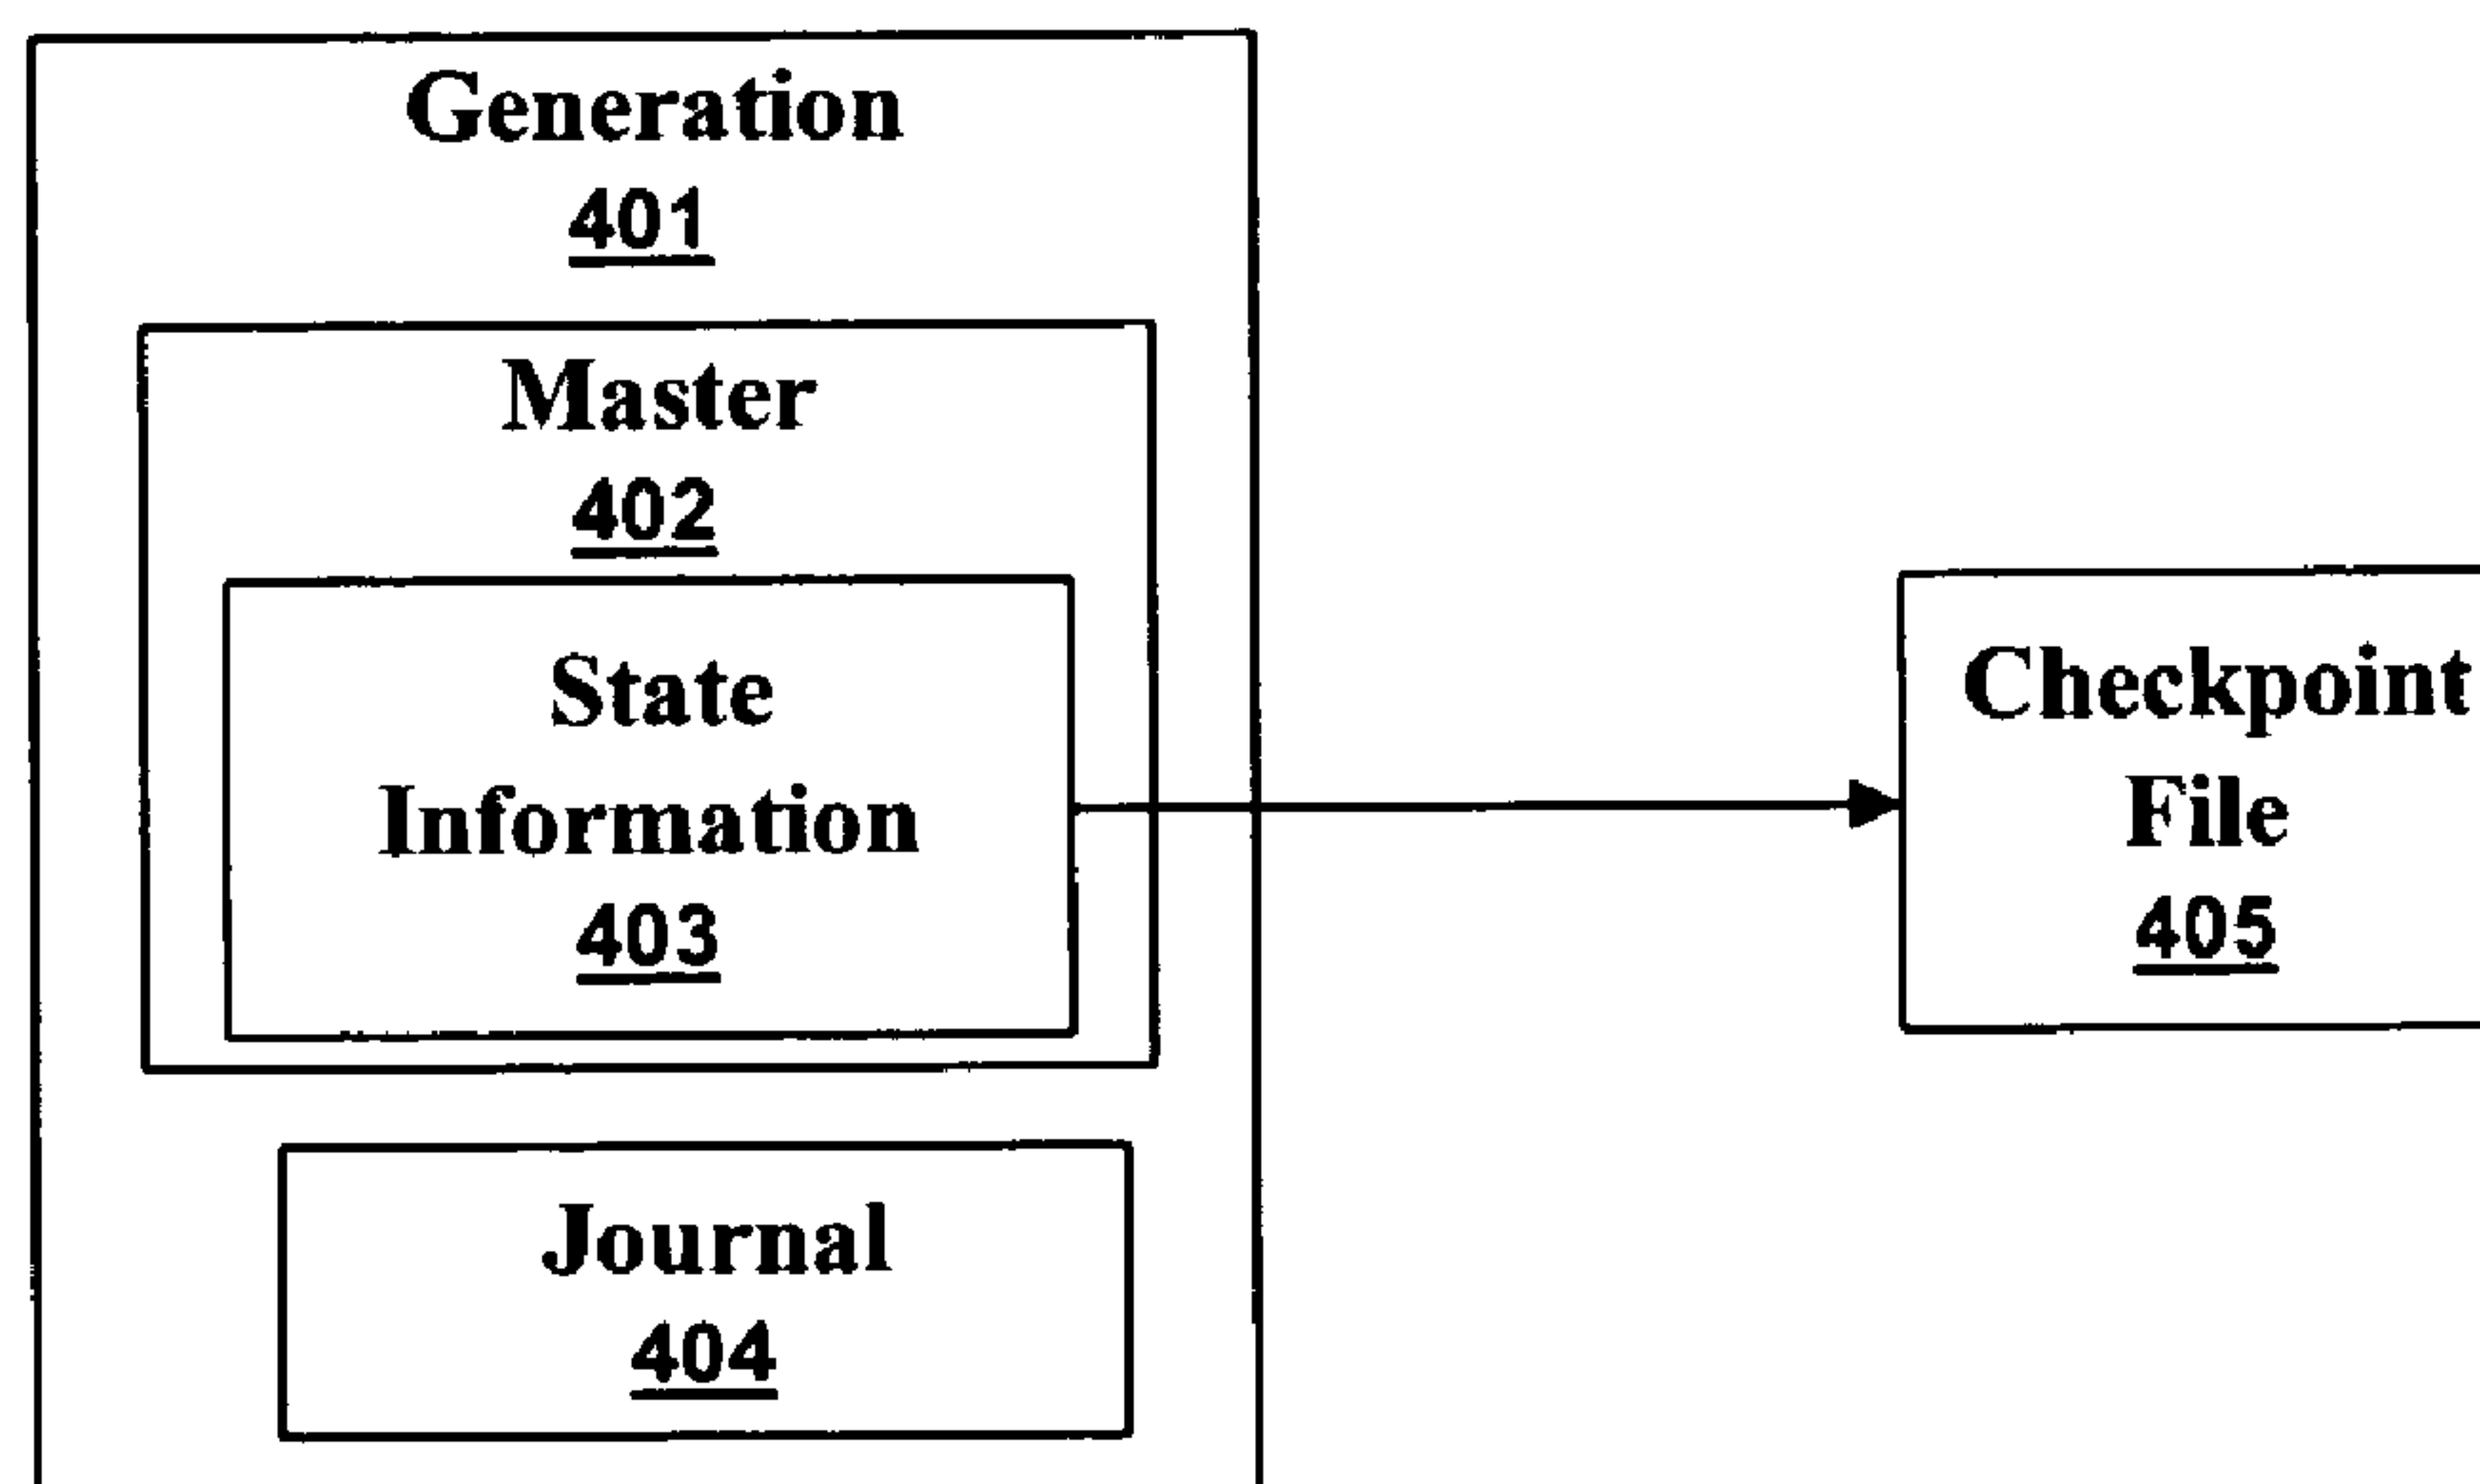 Generation
401
Master
402
State
Information
403
Journal
404
Checkpoint
File
405